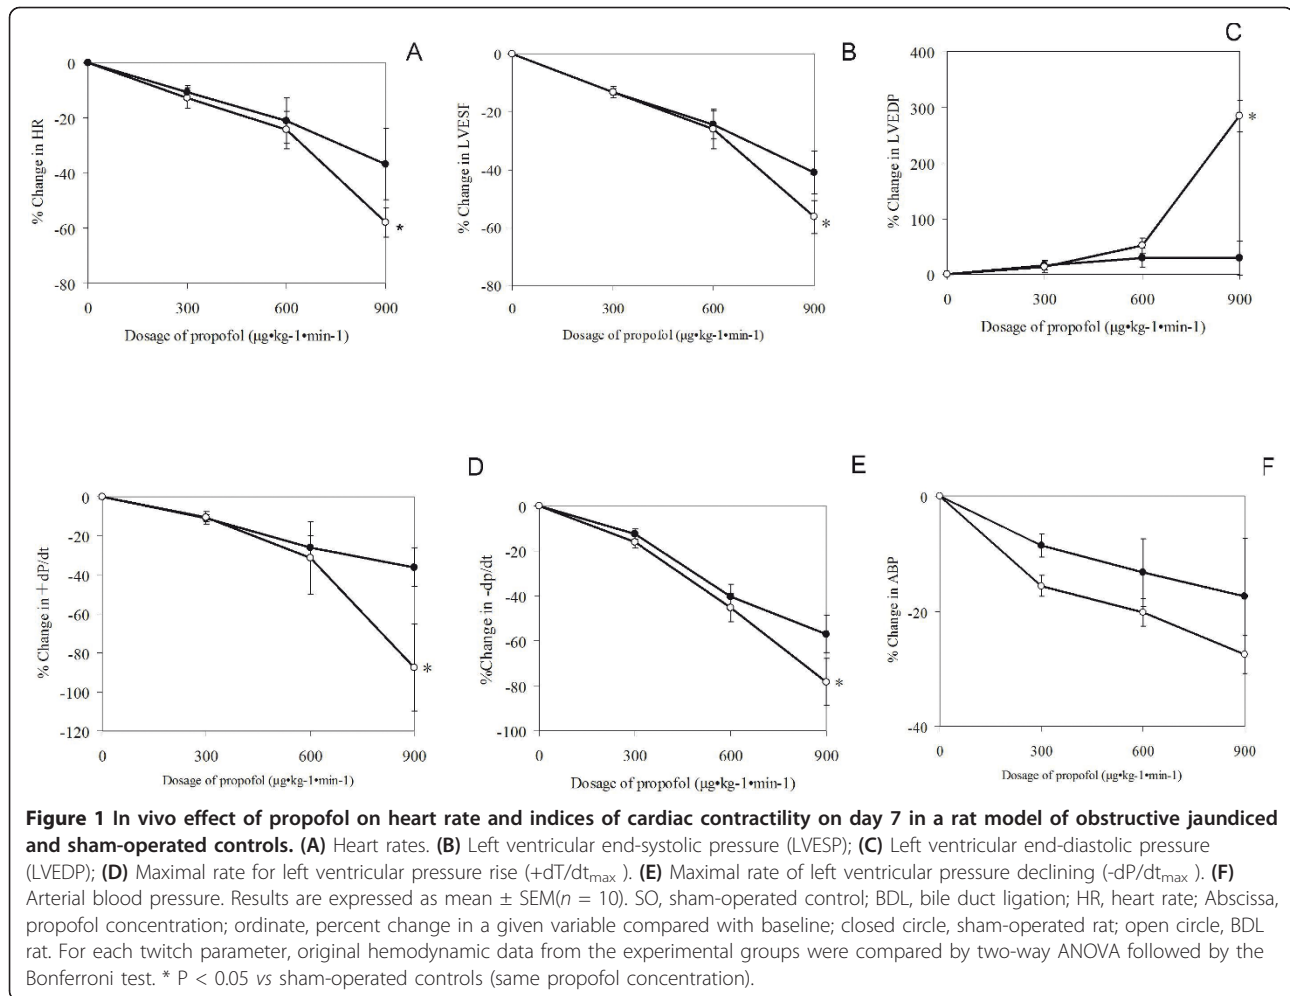 A
0
-20
-40
-60
-80
% Change in HR
*
0 300 600 900
Dosage of propofol (μg•kg-1•min-1)
B
0
-20
-40
-60
-80
% Change in LVESP
*
0 300 600 900
Dosage of propofol (μg•kg-1•min-1)
C
400
300
200
100
0
% Change in LVEDP
*
0 300 600 900
Dosage of propofol (μg•kg-1•min-1)
D
0
-20
-40
-60
-80
-100
-120
% Change in +dP/dt
*
0 300 600 900
Dosage of propofol (μg•kg-1•min-1)
E
0
-20
-40
-60
-80
-100
%Change in -dp/dt
*
0 300 600 900
Dosage of propofol (μg•kg-1•min-1)
F
0
-20
-40
% Change in ABP
0 300 600 900
Dosage of propofol (μg•kg-1•min-1)
Figure 1 In vivo effect of propofol on heart rate and indices of cardiac contractility on day 7 in a rat model of obstructive jaundiced
and sham-operated controls. (A) Heart rates. (B) Left ventricular end-systolic pressure (LVESP); (C) Left ventricular end-diastolic pressure
(LVEDP); (D) Maximal rate for left ventricular pressure rise (+dT/dtmax ). (E) Maximal rate of left ventricular pressure declining (-dP/dtmax ). (F)
Arterial blood pressure. Results are expressed as mean ± SEM(n = 10). SO, sham-operated control; BDL, bile duct ligation; HR, heart rate; Abscissa,
propofol concentration; ordinate, percent change in a given variable compared with baseline; closed circle, sham-operated rat; open circle, BDL
rat. For each twitch parameter, original hemodynamic data from the experimental groups were compared by two-way ANOVA followed by the
Bonferroni test. * P < 0.05 vs sham-operated controls (same propofol concentration).